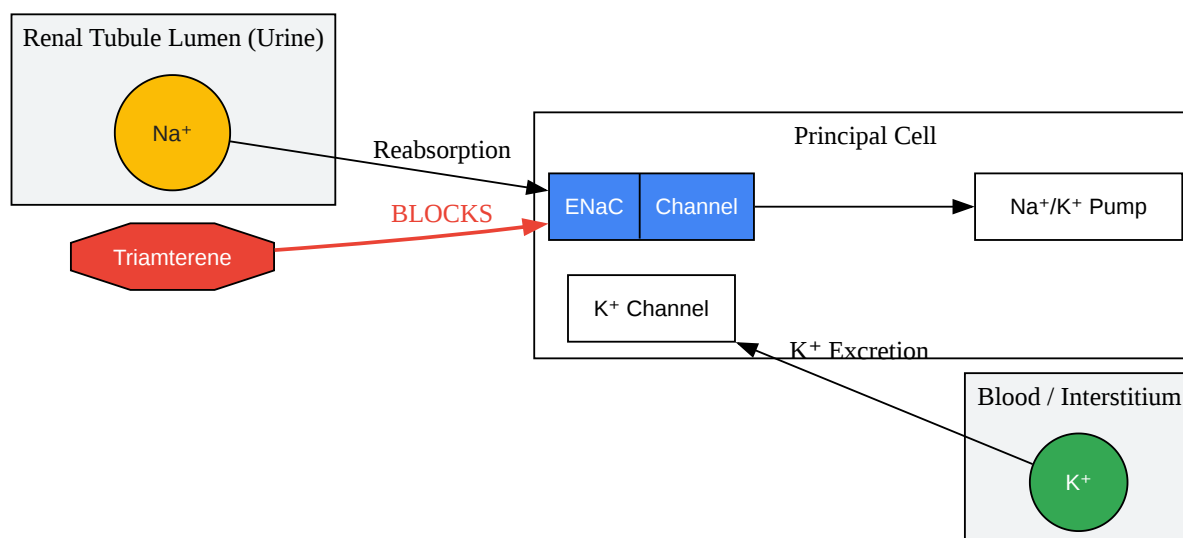 Renal Tubule Lumen (Urine)
Na⁺
Reabsorption
Principal Cell
ENaC
Channel
Na⁺/K⁺ Pump
BLOCKS
Triamterene
K⁺ Channel
K⁺ Excretion
Blood / Interstitium
K⁺